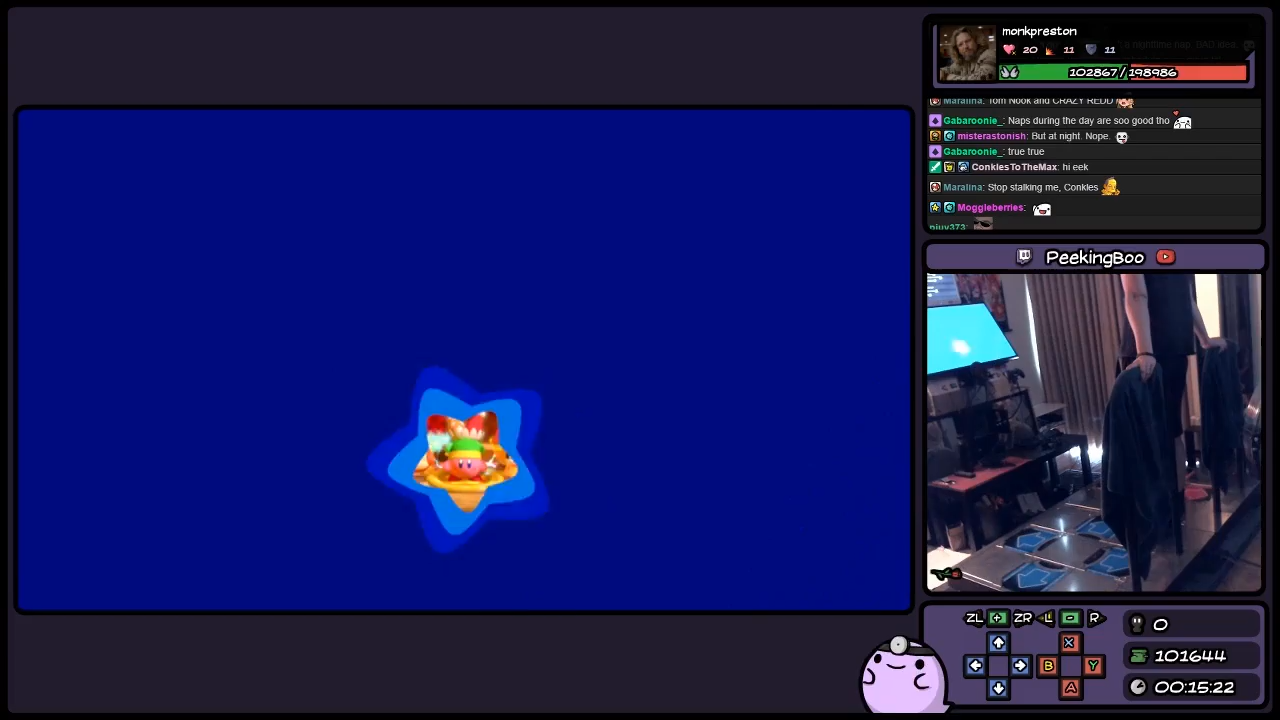 monkpreston
20 11 11
102867/198986
Maralina: Tom Nook and CRAZY REDD
Gabaroonie_: Naps during the day are soo good tho
misterastonish: But at night. Nope.
Gabaroonie_: true true
ConklesToTheMax: hi eek
Maralina: Stop stalking me, Conkles
Moggleberries:
PeekingBoo
ZL ZR L R
0
X
B Y
101644
A
00:15:22